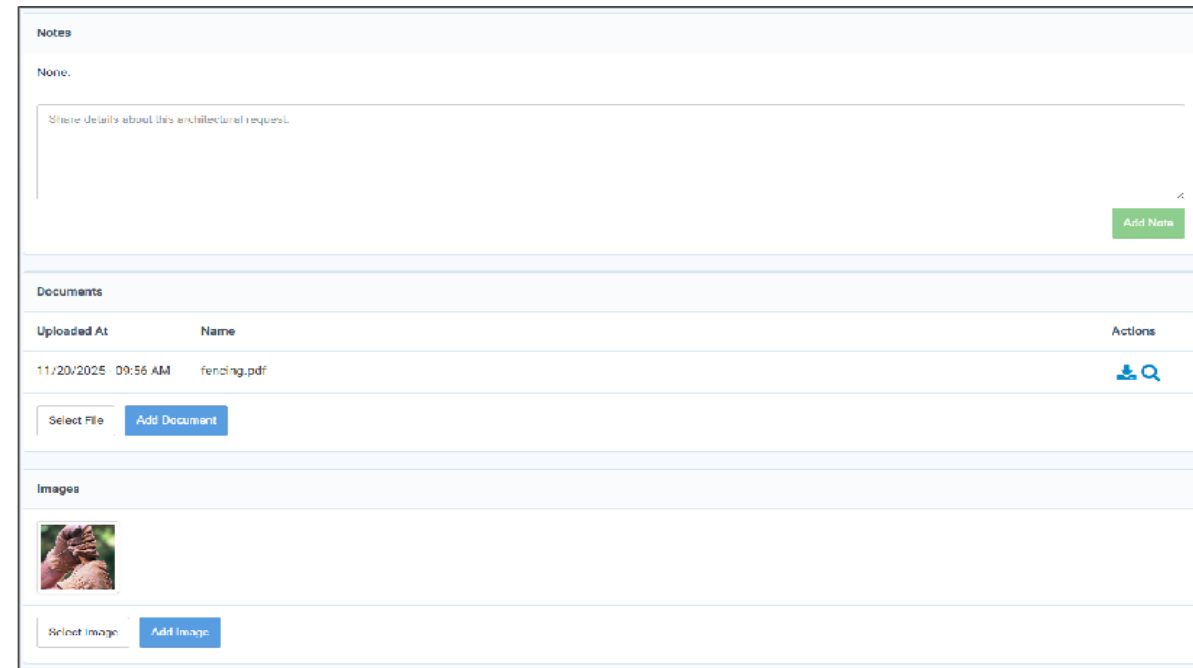 Notes
None.
Share details about this architectural request.
Add Note
Documents
Uploaded At Name Actions
11/20/2025 09:56 AM fencing.pdf
Select File Add Document
Images
Select Image Add Image